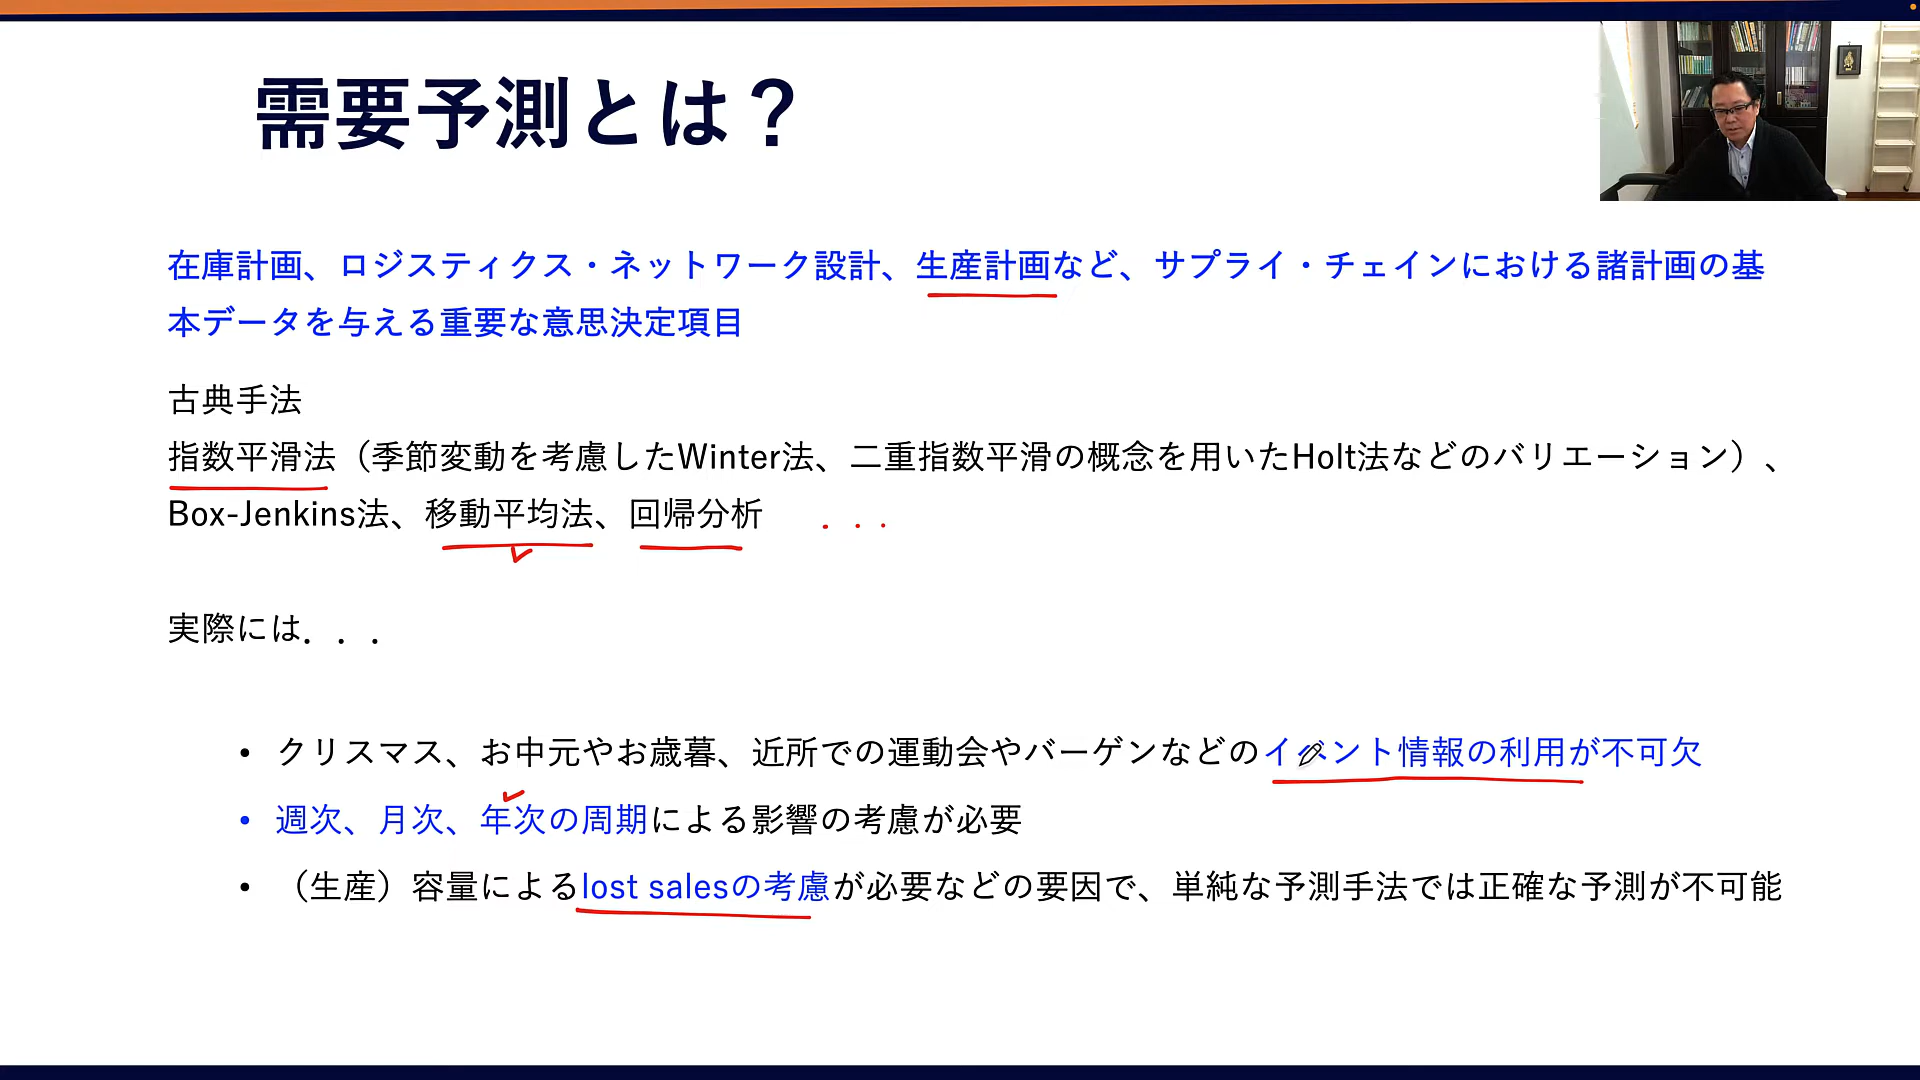 需要予測とは？
在庫計画、ロジスティクス・ネットワーク設計、生産計画など、サプライ・チェインにおける諸計画の基
本データを与える重要な意思決定項目
古典手法
指数平滑法（季節変動を考慮したWinter法、二重指数平滑の概念を用いたHolt法などのバリエーション）、
Box-Jenkins法、移動平均法、回帰分析 ...
実際には．．．
• クリスマス、お中元やお歳暮、近所での運動会やバーゲンなどのイベント情報の利用が不可欠
• 週次、月次、年次の周期による影響の考慮が必要
• （生産）容量によるlost salesの考慮が必要などの要因で、単純な予測手法では正確な予測が不可能